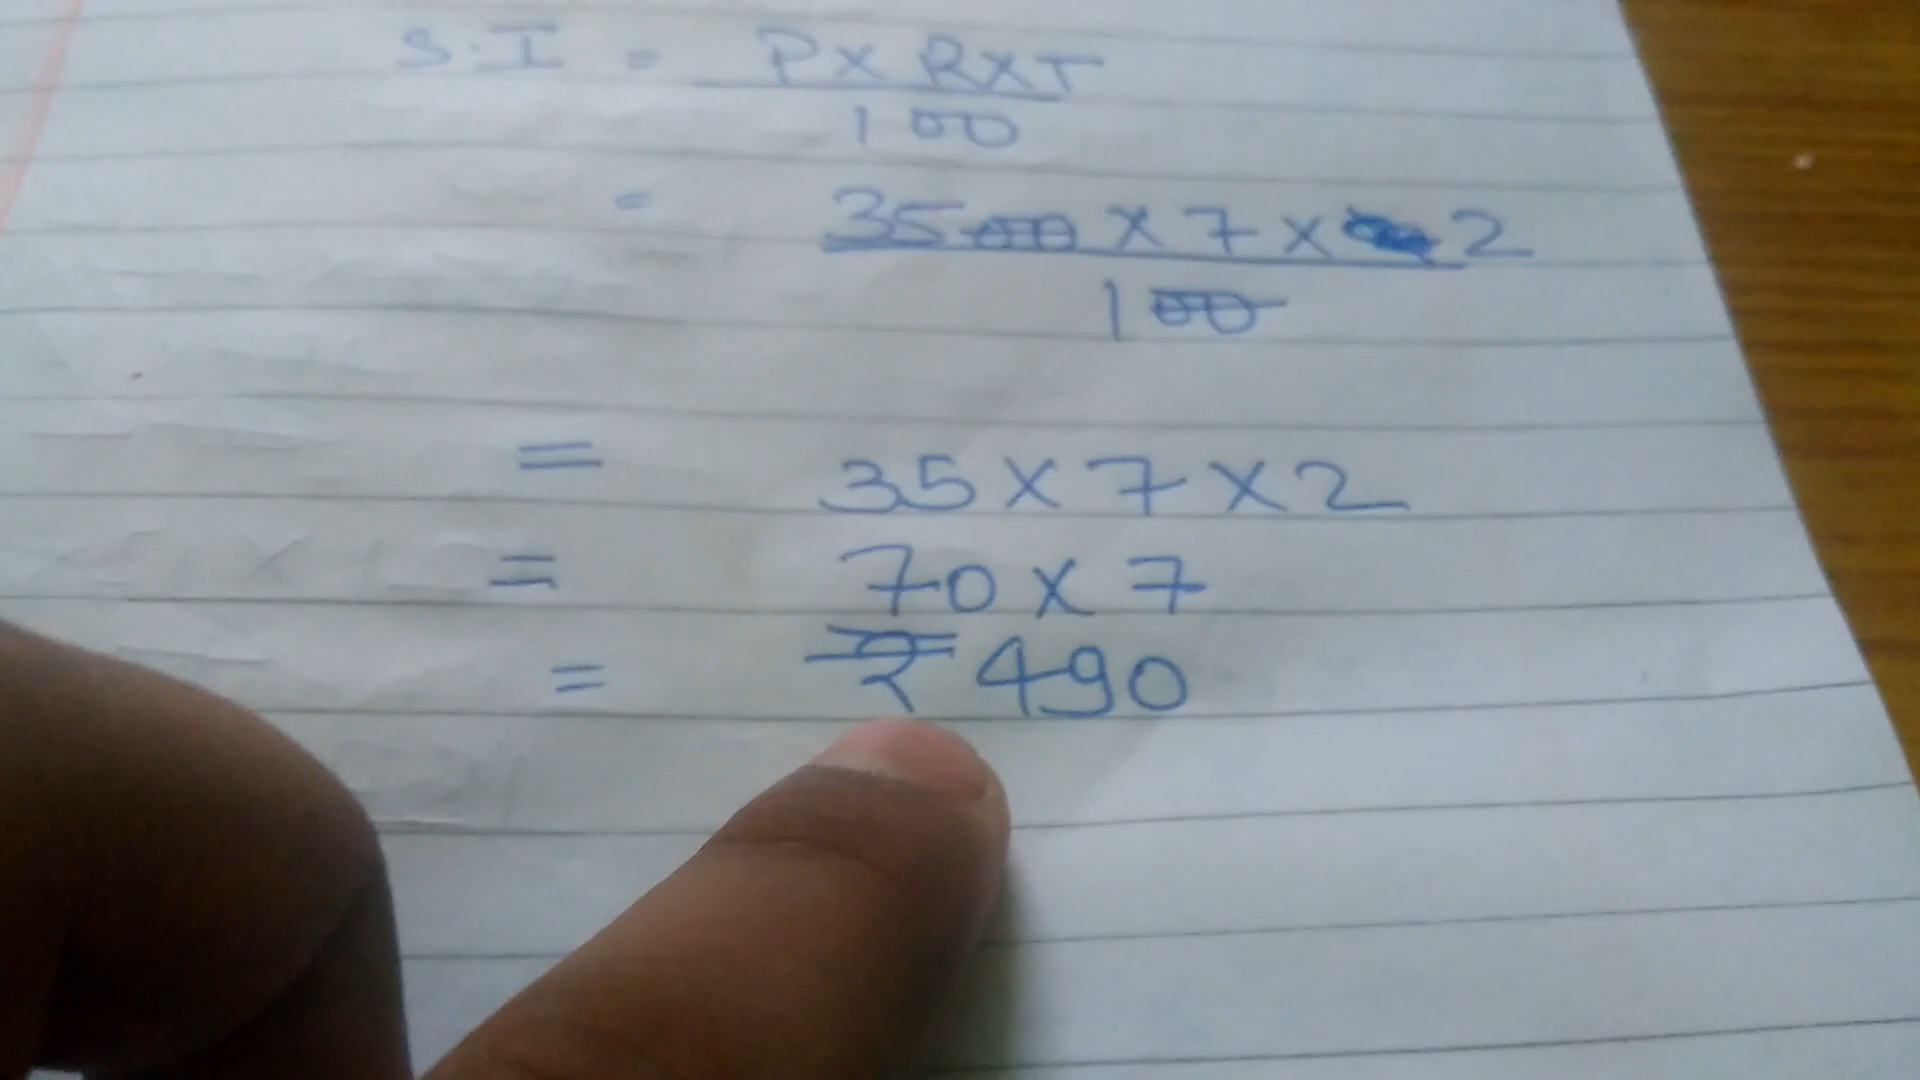 S.I = P X R X T
100
= 3500 X 7 X 2
100
= 35 X 7 X 2
= 70 X 7
= ₹ 490